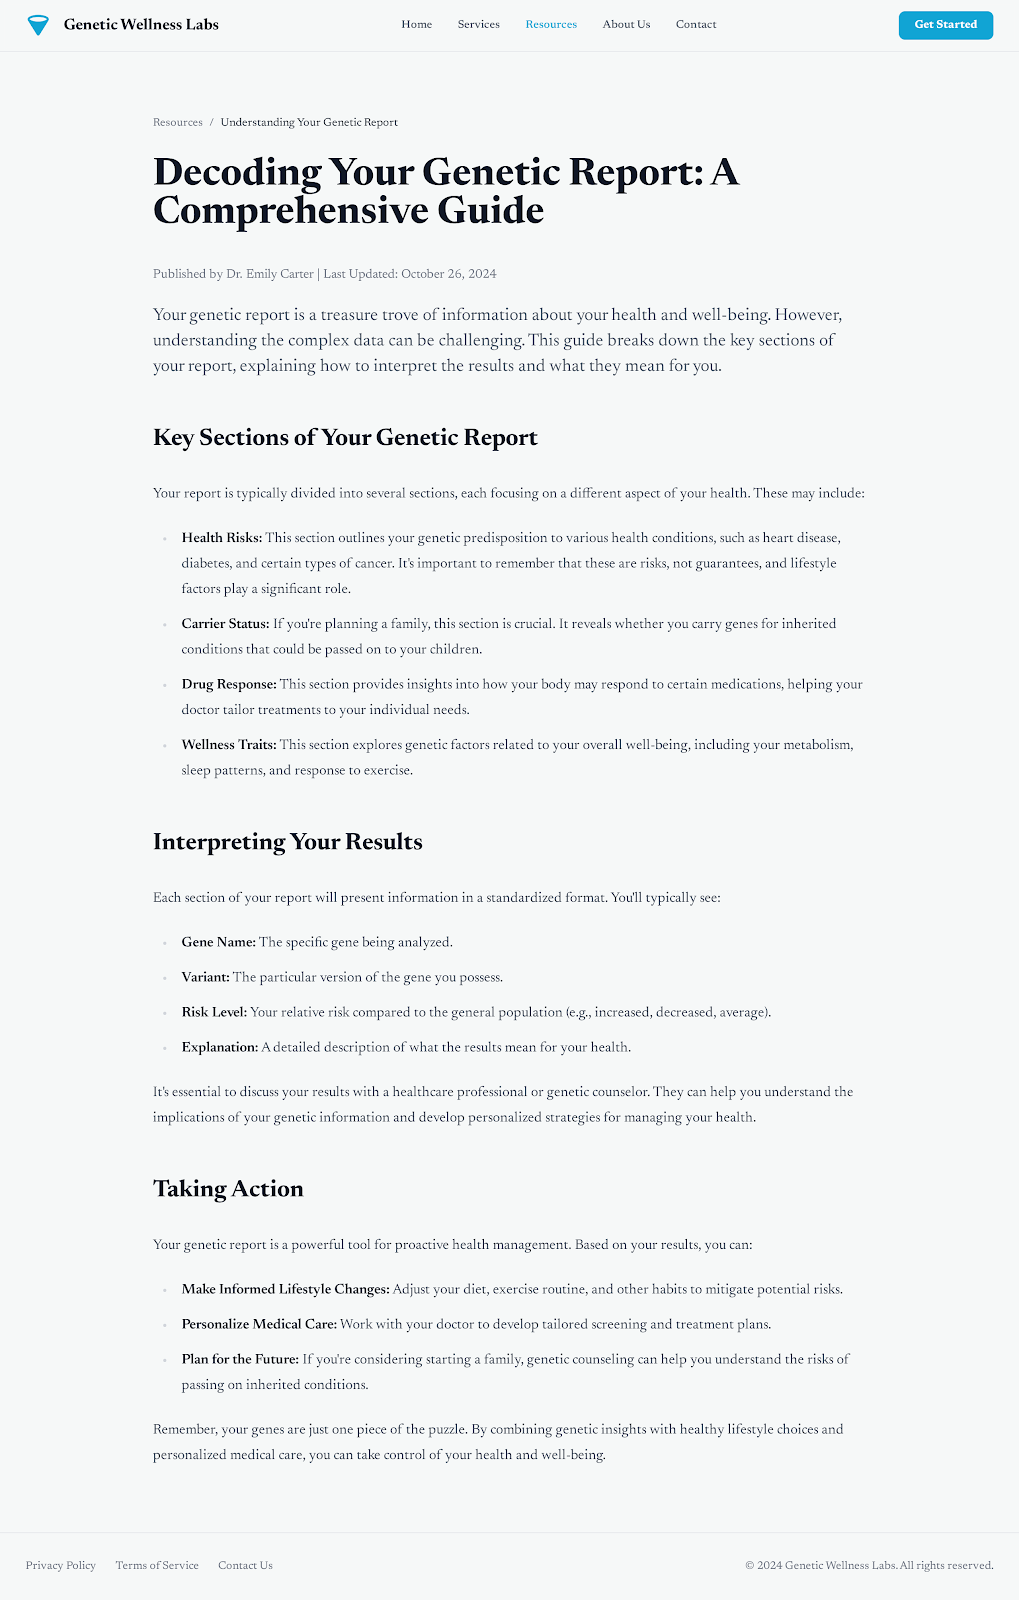 Genetic Wellness Labs
Home
Services
Resources
About Us
Contact
Get Started
Resources / Understanding Your Genetic Report
Decoding Your Genetic Report: A
Comprehensive Guide
Published by Dr. Emily Carter | Last Updated: October 26, 2024
Your genetic report is a treasure trove of information about your health and well-being. However,
understanding the complex data can be challenging. This guide breaks down the key sections of
your report, explaining how to interpret the results and what they mean for you.
Key Sections of Your Genetic Report
Your report is typically divided into several sections, each focusing on a different aspect of your health. These may include:
Health Risks: This section outlines your genetic predisposition to various health conditions, such as heart disease,
diabetes, and certain types of cancer. It's important to remember that these are risks, not guarantees, and lifestyle
factors play a significant role.
Carrier Status: If you're planning a family, this section is crucial. It reveals whether you carry genes for inherited
conditions that could be passed on to your children.
Drug Response: This section provides insights into how your body may respond to certain medications, helping your
doctor tailor treatments to your individual needs.
Wellness Traits: This section explores genetic factors related to your overall well-being, including your metabolism,
sleep patterns, and response to exercise.
Interpreting Your Results
Each section of your report will present information in a standardized format. You'll typically see:
Gene Name: The specific gene being analyzed.
Variant: The particular version of the gene you possess.
Risk Level: Your relative risk compared to the general population (e.g., increased, decreased, average).
Explanation: A detailed description of what the results mean for your health.
It's essential to discuss your results with a healthcare professional or genetic counselor. They can help you understand the
implications of your genetic information and develop personalized strategies for managing your health.
Taking Action
Your genetic report is a powerful tool for proactive health management. Based on your results, you can:
Make Informed Lifestyle Changes: Adjust your diet, exercise routine, and other habits to mitigate potential risks.
Personalize Medical Care: Work with your doctor to develop tailored screening and treatment plans.
Plan for the Future: If you're considering starting a family, genetic counseling can help you understand the risks of
passing on inherited conditions.
Remember, your genes are just one piece of the puzzle. By combining genetic insights with healthy lifestyle choices and
personalized medical care, you can take control of your health and well-being.
Privacy Policy
Terms of Service
Contact Us
© 2024 Genetic Wellness Labs. All rights reserved.